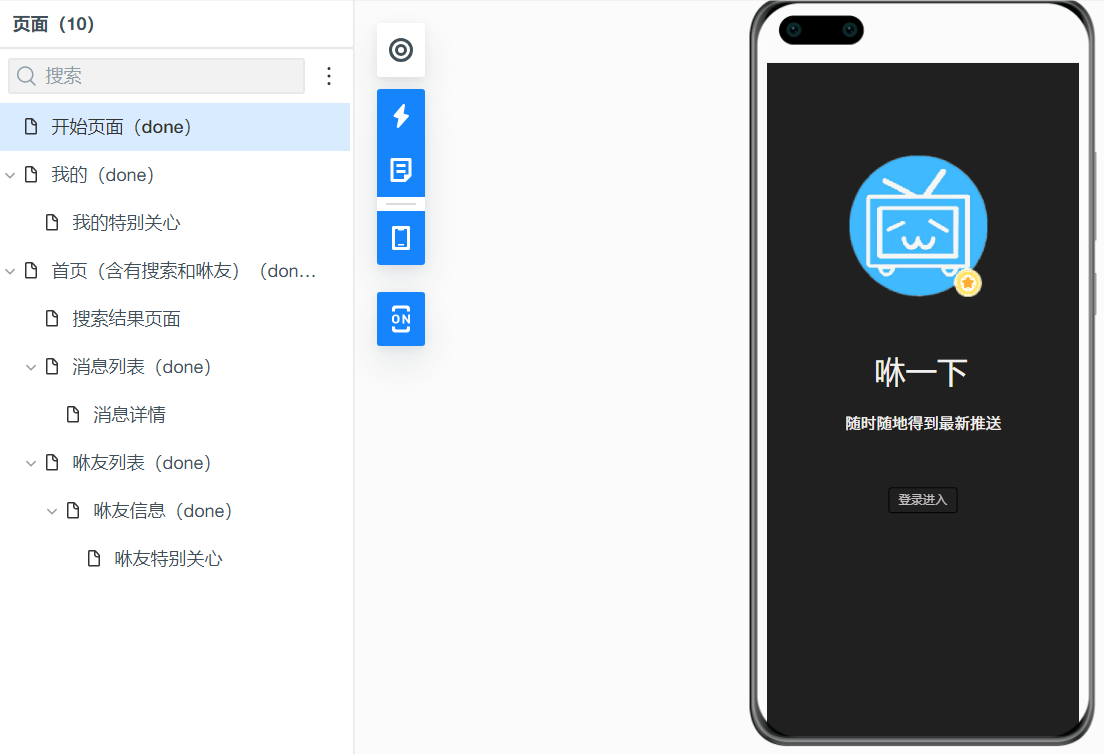 页面（10）
搜索
开始页面（done）
我的（done）
我的特别关心
首页（含有搜索和咻友）（don...
搜索结果页面
消息列表（done）
消息详情
咻友列表（done）
咻友信息（done）
咻友特别关心
ON
咻一下
随时随地得到最新推送
登录进入